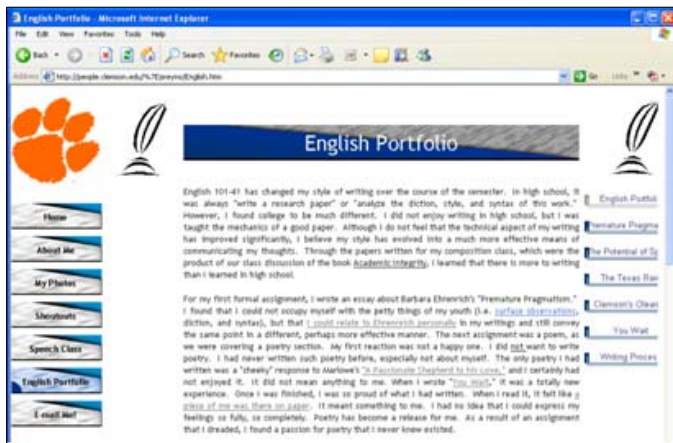 English Portfolio - Microsoft Internet Explorer
File Edit View Favorites Tools Help
Back Search Favorites
Address http://people.clemson.edu/%7Epreyno/English.htm Go Links
English Portfolio
Home
About Me
My Photos
Shoutouts
Speech Class
English Portfolio
E-mail Me!
English 101-41 has changed my style of writing over the course of the semester. In high school, it
was always "write a research paper" or "analyze the diction, style, and syntax of this work."
However, I found college to be much different. I did not enjoy writing in high school, but I was
taught the mechanics of a good paper. Although I do not feel that the technical aspect of my writing
has improved significantly, I believe my style has evolved into a much more effective means of
communicating my thoughts. Through the papers written for my composition class, which were the
product of our class discussion of the book Academic Integrity, I learned that there is more to writing
than I learned in high school.
For my first formal assignment, I wrote an essay about Barbara Ehrenrich's "Premature Pragmatism."
I found that I could not occupy myself with the petty things of my youth (i.e. surface observations,
diction, and syntax), but that I could relate to Ehrenreich personally in my writings and still convey
the same point in a different, perhaps more effective manner. The next assignment was a poem, as
we were covering a poetry section. My first reaction was not a happy one. I did not want to write
poetry. I had never written such poetry before, especially not about myself. The only poetry I had
written was a "cheeky" response to Marlowe's "A Passionate Shepherd to his Love," and I certainly had
not enjoyed it. It did not mean anything to me. When I wrote "You Wait," it was a totally new
experience. Once I was finished, I was so proud of what I had written. When I read it, it felt like a
piece of me was there on paper. It meant something to me. I had no idea that I could express my
feelings so fully, so completely. Poetry has become a release for me. As a result of an assignment
that I dreaded, I found a passion for poetry that I never knew existed.
English Portfoli
Premature Pragma
The Potential of Sp
The Texas Ran
Clemson's Olean
You Wait
Writing Proces